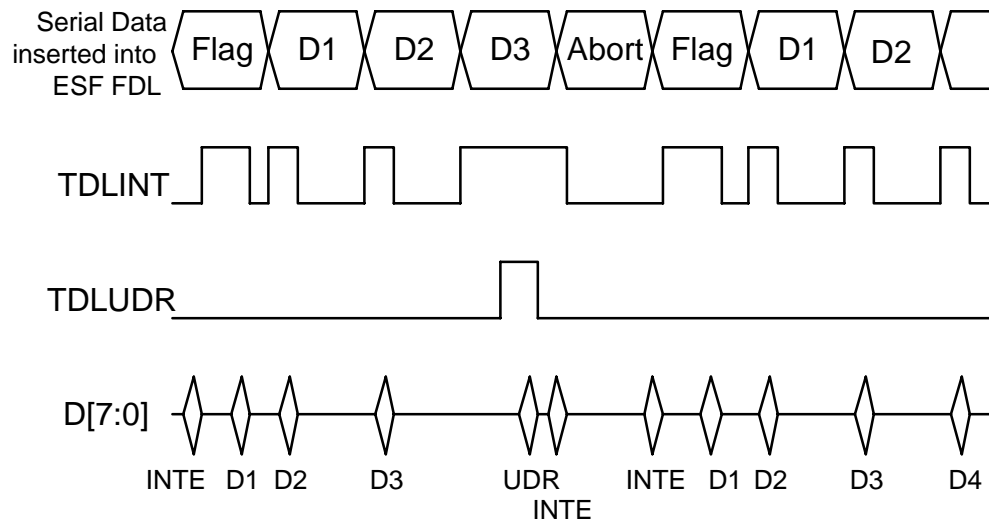 Serial Data
inserted into
ESF FDL
Flag D1 D2 D3 Abort Flag D1 D2
TDLINT
TDLUDR
D[7:0]
INTE D1 D2 D3 UDR INTE D1 D2 D3 D4
INTE